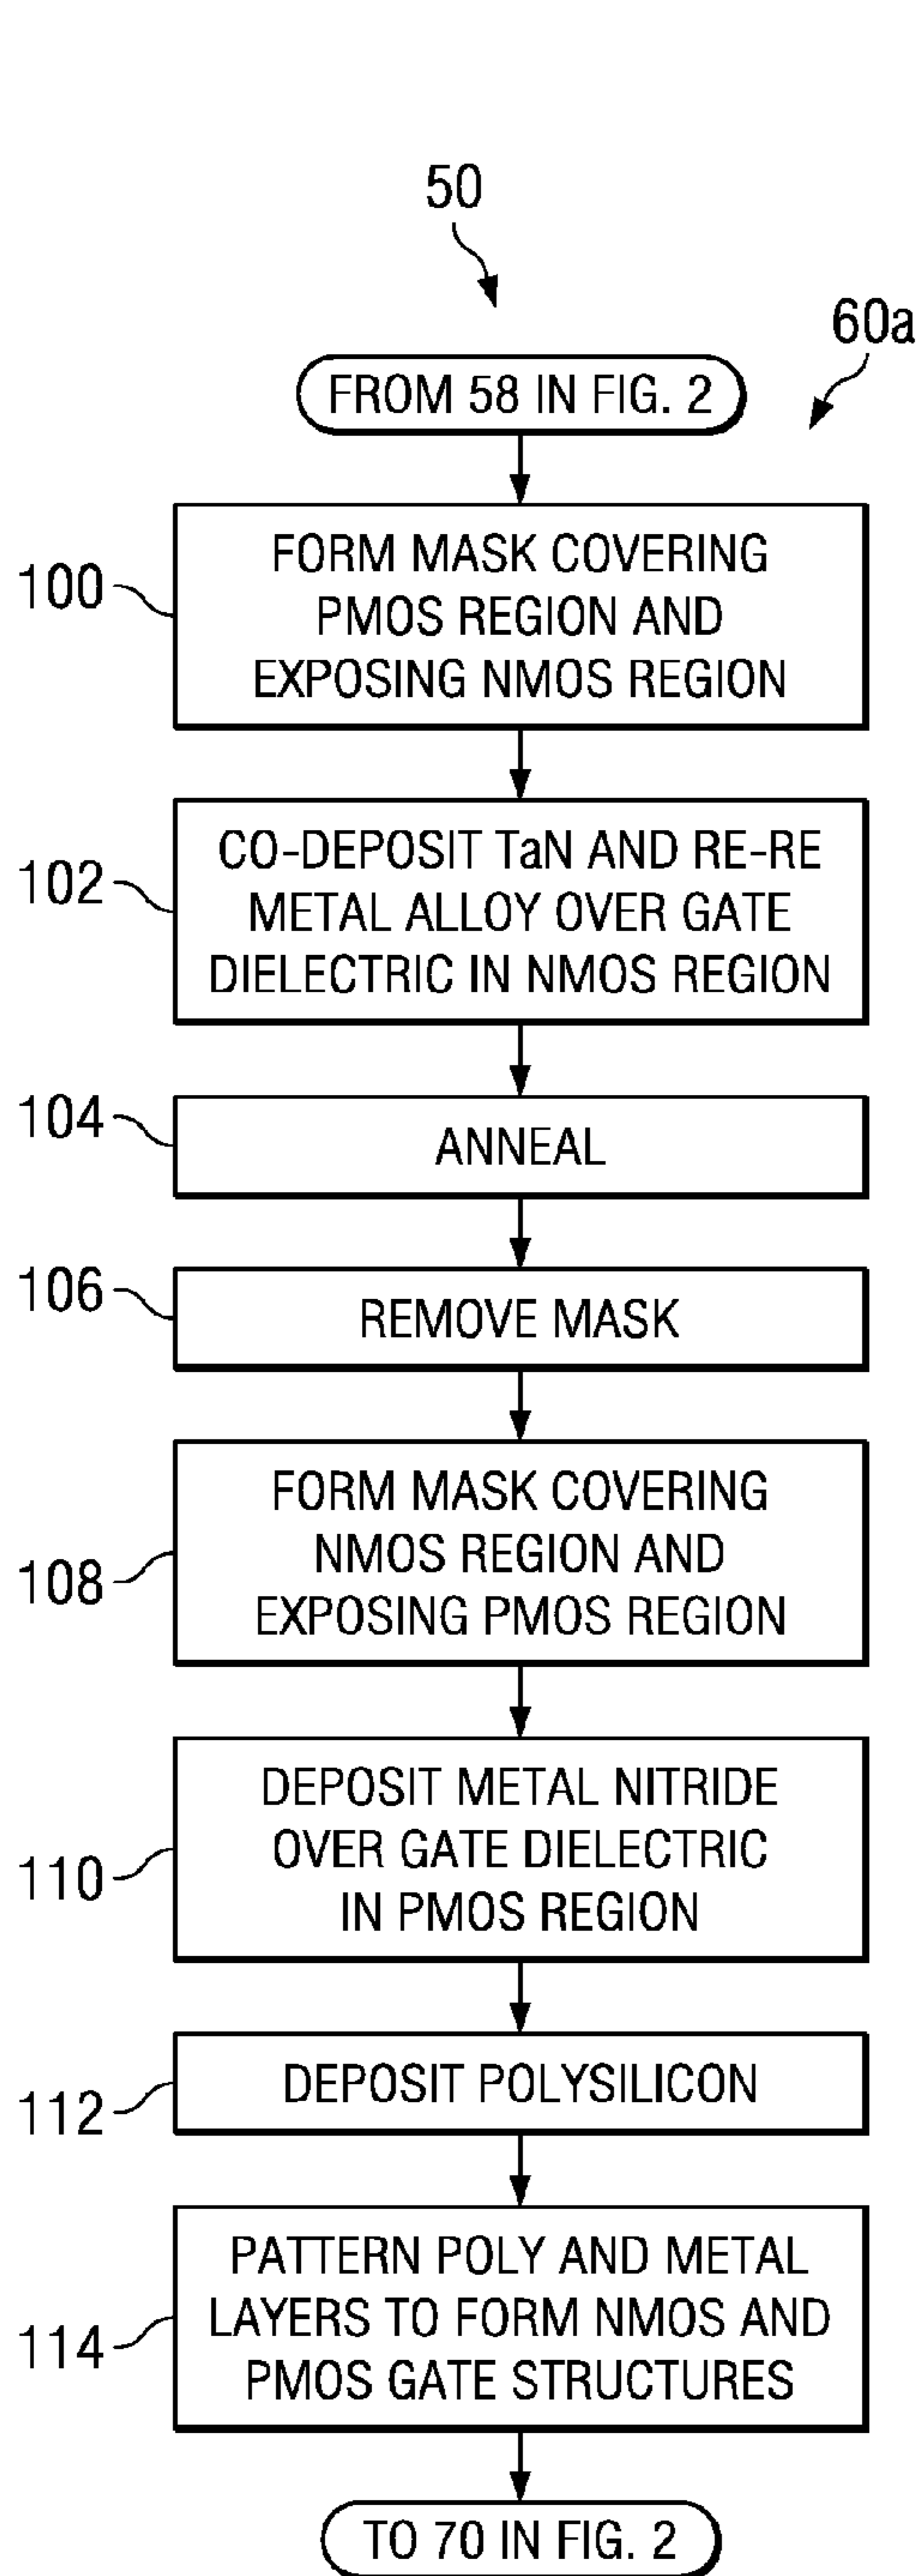 50
60a
FROM 58 IN FIG. 2
100
FORM MASK COVERING
PMOS REGION AND
EXPOSING NMOS REGION
102
CO-DEPOSIT TaN AND RE-RE
METAL ALLOY OVER GATE
DIELECTRIC IN NMOS REGION
104
ANNEAL
106
REMOVE MASK
108
FORM MASK COVERING
NMOS REGION AND
EXPOSING PMOS REGION
110
DEPOSIT METAL NITRIDE
OVER GATE DIELECTRIC
IN PMOS REGION
112
DEPOSIT POLYSILICON
114
PATTERN POLY AND METAL
LAYERS TO FORM NMOS AND
PMOS GATE STRUCTURES
TO 70 IN FIG. 2